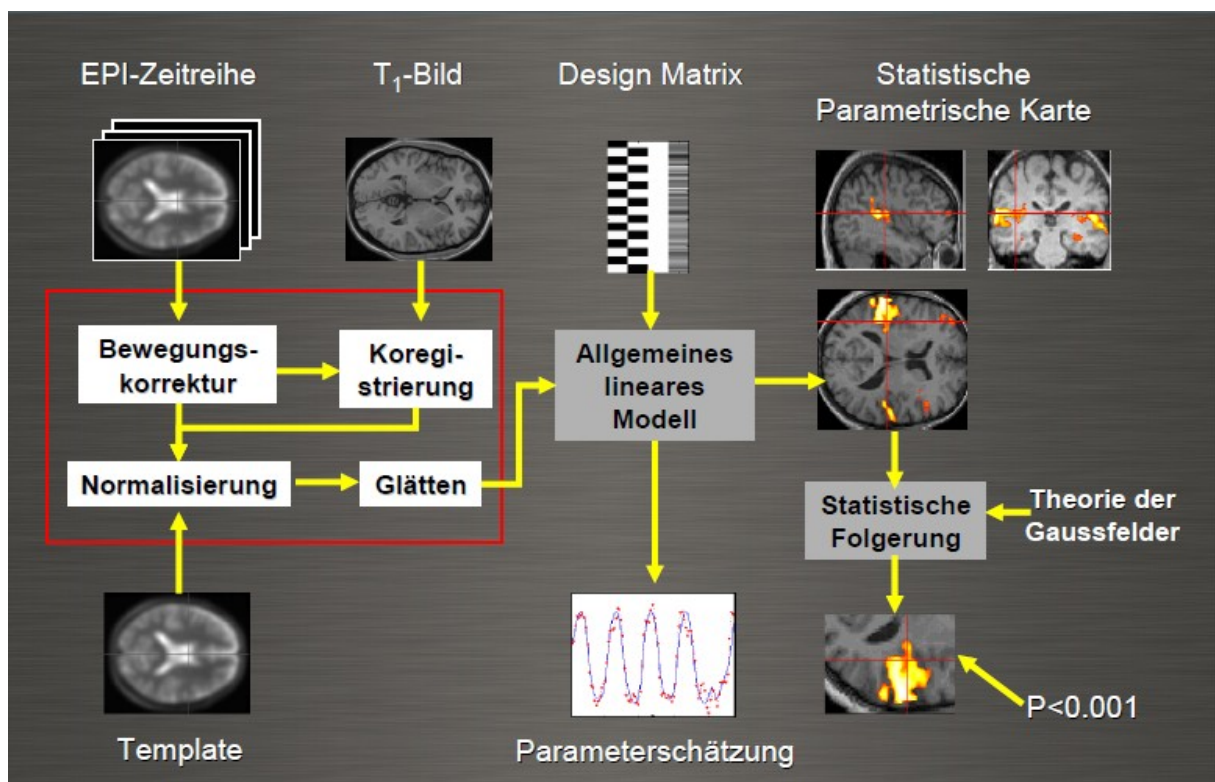 EPI-Zeitreihe
T1-Bild
Design Matrix
Statistische
Parametrische Karte
Bewegungs-
korrektur
Koregi-
strierung
Allgemeines
lineares
Modell
Normalisierung
Glätten
Statistische
Folgerung
Theorie der
Gaussfelder
P<0.001
Template
Parameterschätzung